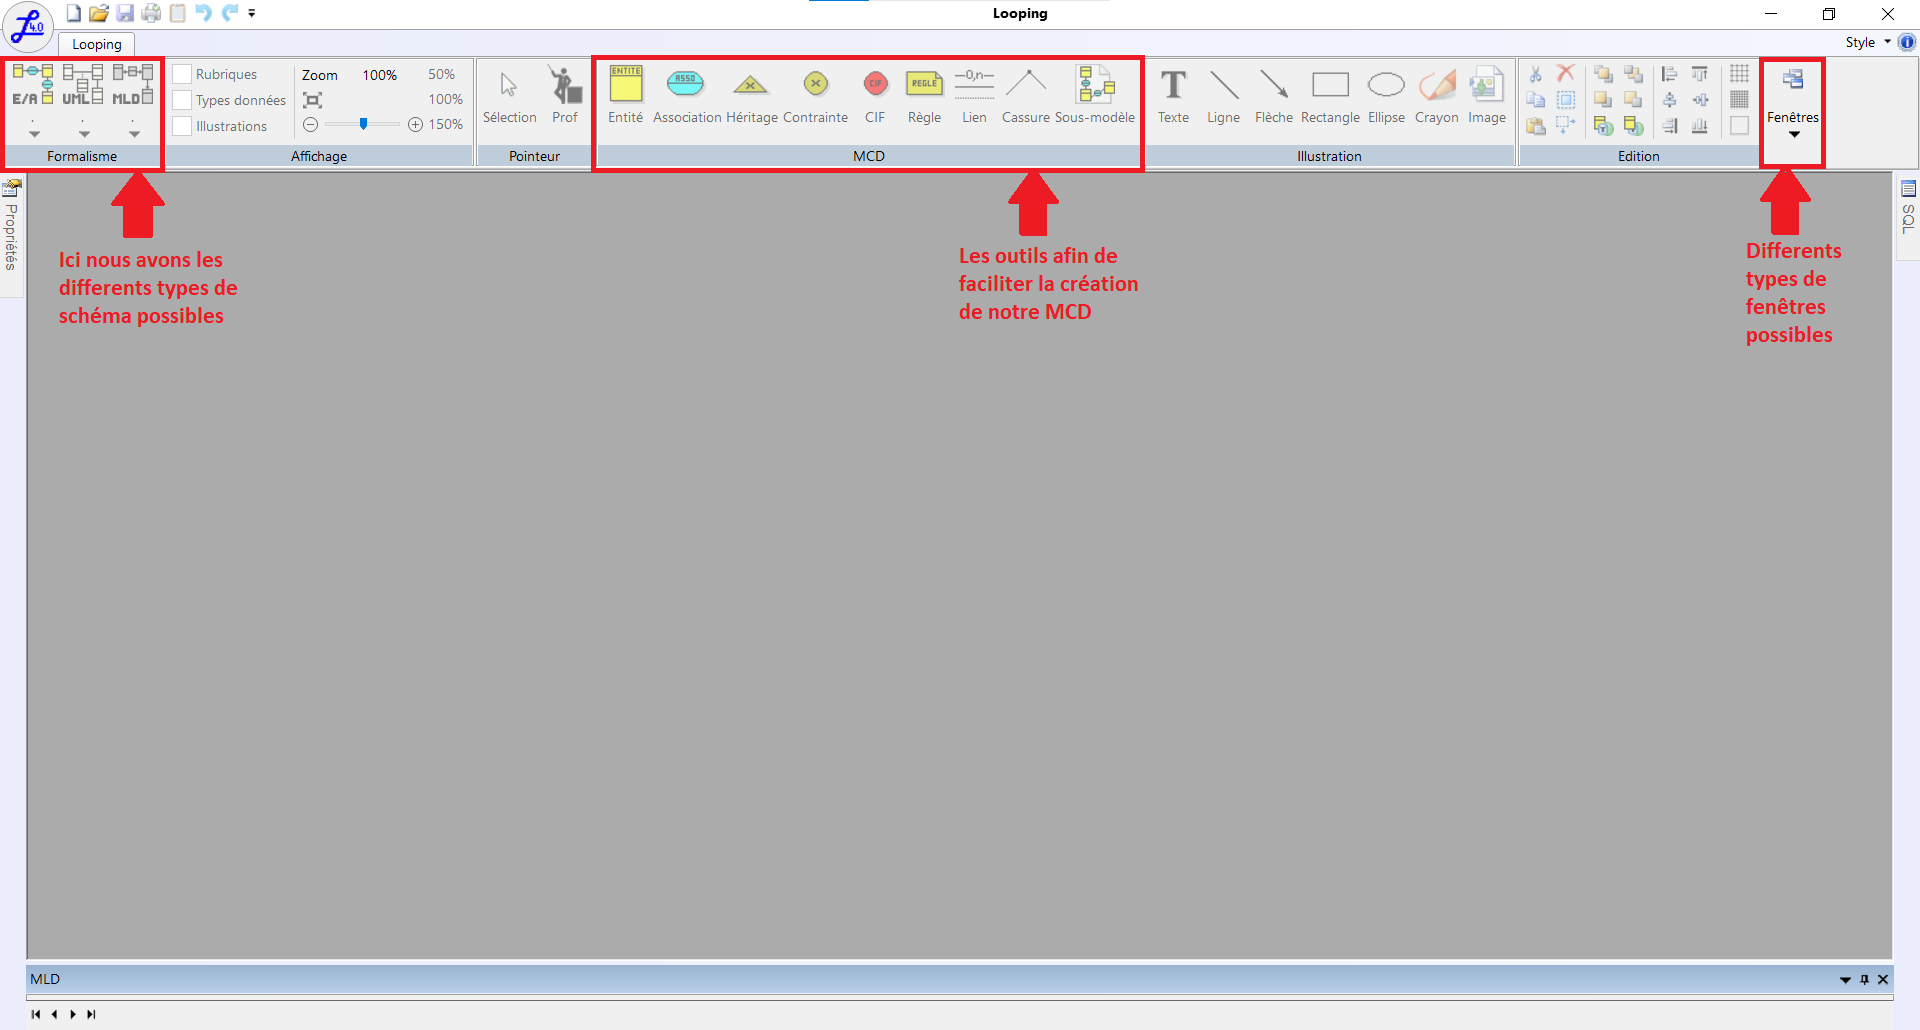 4.0
Looping
Looping
Style
E/A UML MLD
Formalisme
Rubriques
Types données
Illustrations
Zoom 100% 50%
100%
150%
Affichage
Sélection Prof
Pointeur
ENTITE ASSO CIF REGLE —0,n—
Entité Association Héritage Contrainte CIF Règle Lien Cassure Sous-modèle
MCD
T
Texte Ligne Flèche Rectangle Ellipse Crayon Image
Illustration
Edition
Fenêtres
Propriétés
SQL
Ici nous avons les
differents types de
schéma possibles
Les outils afin de
faciliter la création
de notre MCD
Differents
types de
fenêtres
possibles
MLD